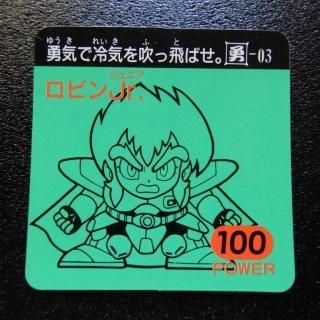 ゆうき れいき ふ と
勇気で冷気を吹っ飛ばせ。勇-03
ジュニア
ロビンJr.
100
POWER